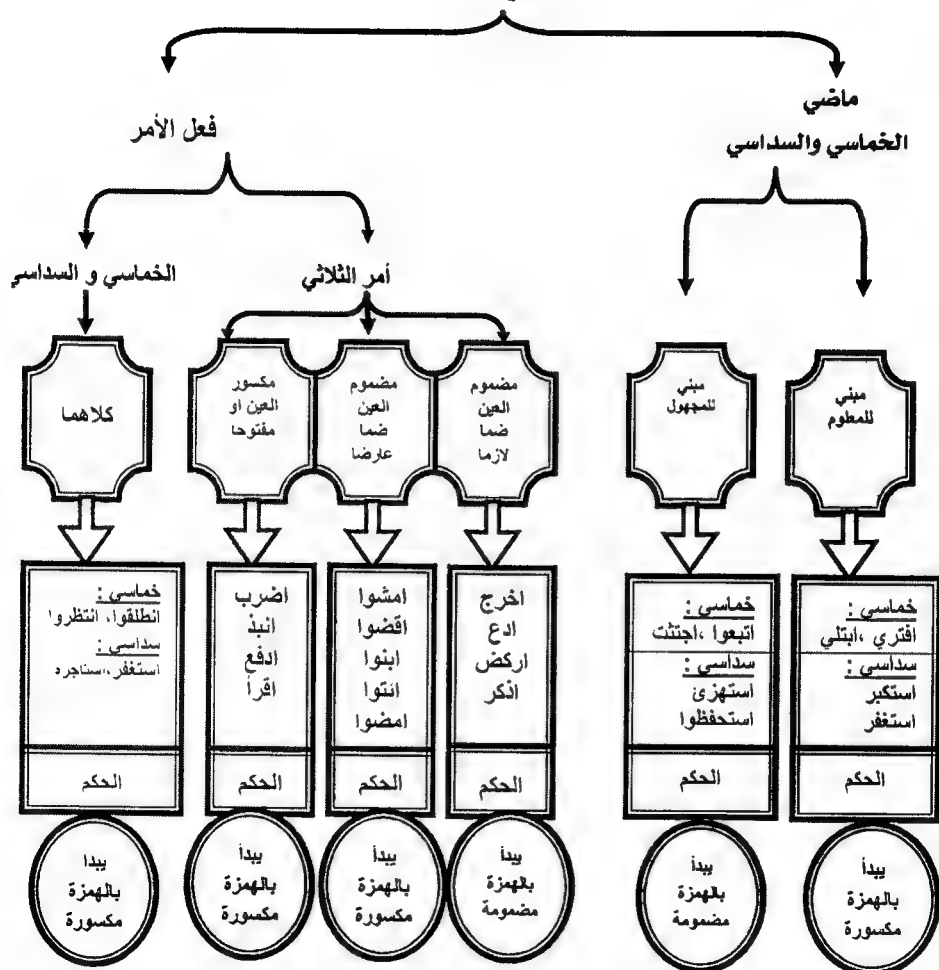 ماضي
الخماسي والسداسي
فعل الأمر
أمر الثلاثي
الخماسي و السداسي
مبني
للمعلوم
مبني
للمجهول
مضموم
العين
ضما
لازما
مضموم
العين
ضما
عارضا
مكسور
العين أو
مفتوحا
كلاهما
خماسي :
افتري ،ابتلي
سداسي :
استكبر
استغفر
خماسي :
اتبعوا ،اجتثت
سداسي :
استهزئ
استحفظوا
اخرج
ادع
اركض
اذكر
امشوا
اقضوا
ابنوا
ائتوا
امضوا
اضرب
انبذ
ادفع
اقرأ
خماسي :
انطلقوا، انتظروا
سداسي :
استغفر،استاجره
الحكم
الحكم
الحكم
الحكم
الحكم
الحكم
يبدأ
بالهمزة
مكسورة
يبدأ
بالهمزة
مضمومة
يبدأ
بالهمزة
مضمومة
يبدأ
بالهمزة
مكسورة
يبدأ
بالهمزة
مكسورة
يبدا
بالهمزة
مكسورة